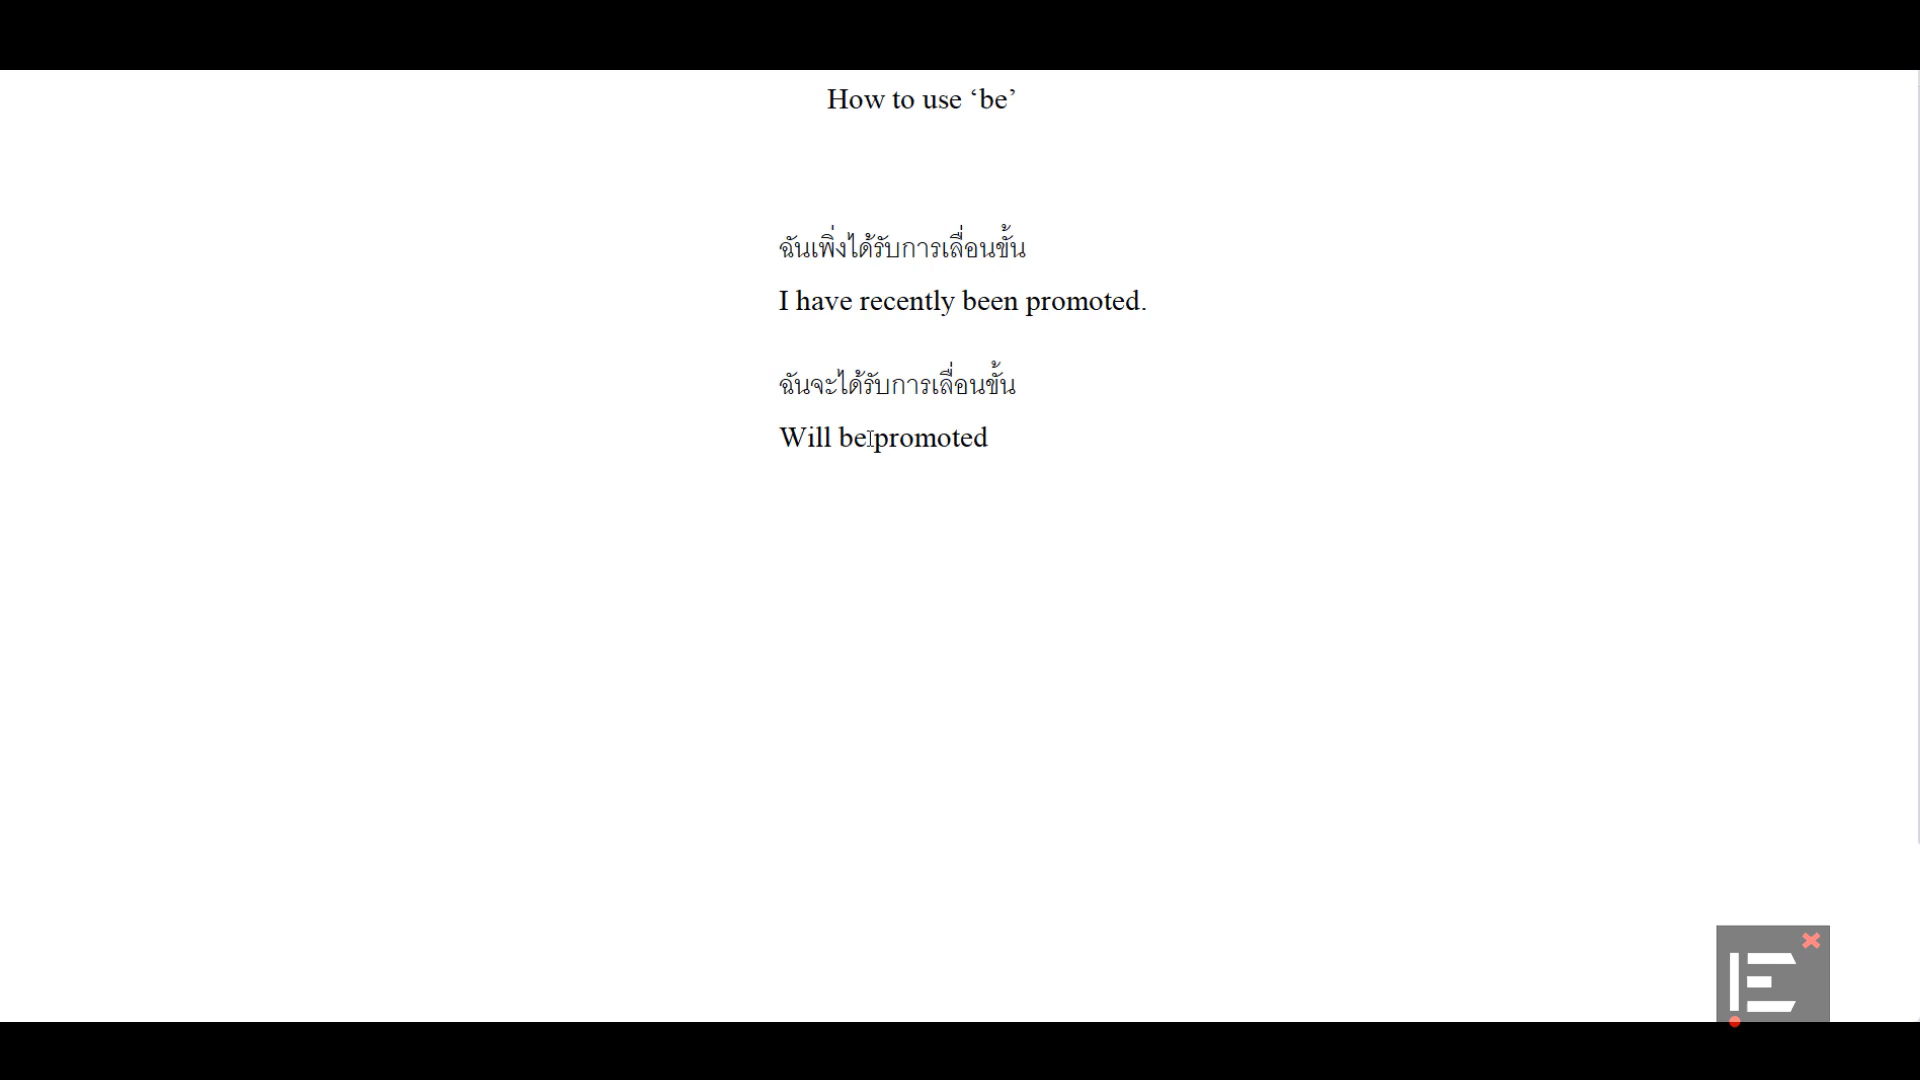 How to use ‘be’
ฉันเพิ่งได้รับการเลื่อนขั้น
I have recently been promoted.
ฉันจะได้รับการเลื่อนขั้น
Will be promoted